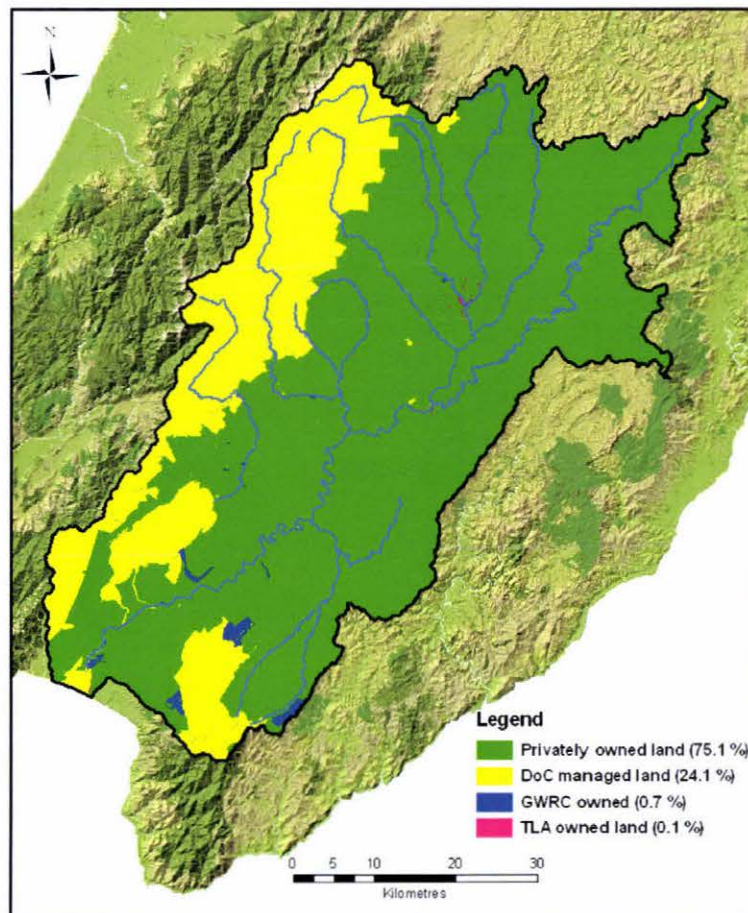 N
Legend
Privately owned land (75.1 %)
DoC managed land (24.1 %)
GWRC owned (0.7 %)
TLA owned land (0.1 %)
0 5 10 20 30
Kilometres